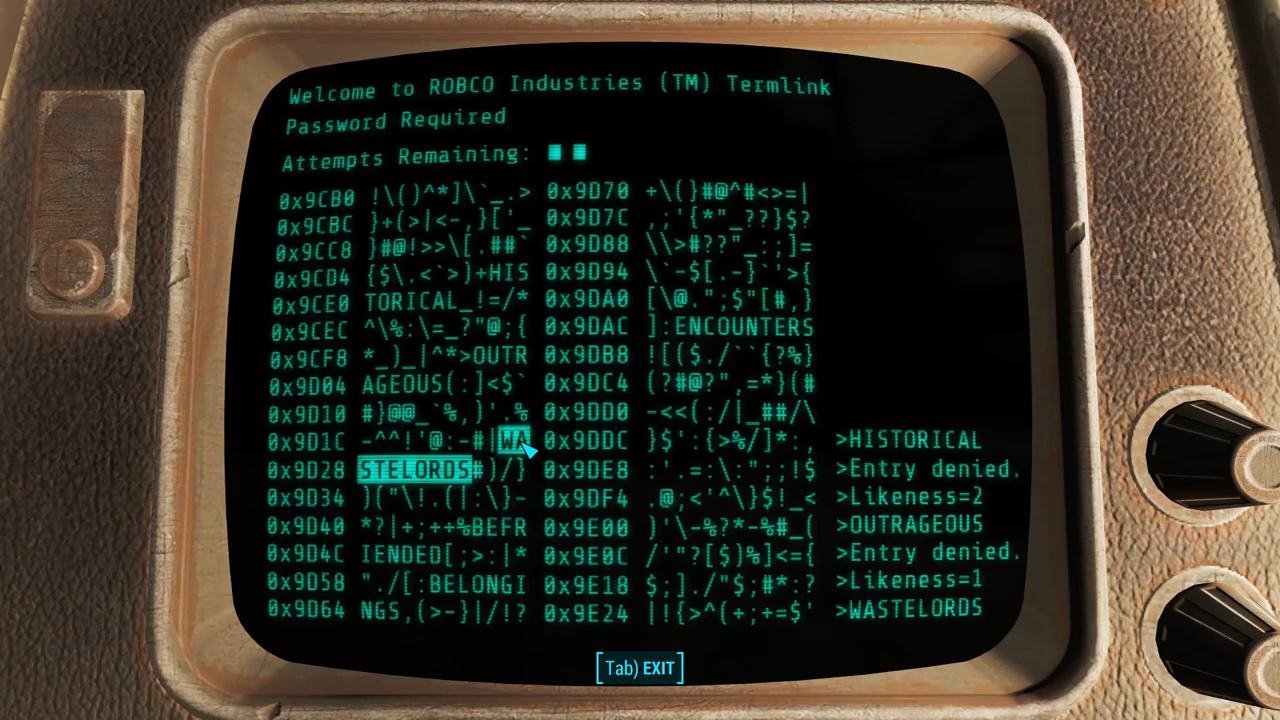 Welcome to ROBCO Industries (TM) Termlink
Password Required
Attempts Remaining: ■ ■
0x9CB0 !\()^*]\`_.> 0x9D70 +\(}#@^#<>=|
0x9CBC }+(>|<-,}['_ 0x9D7C ,;'{*"_??}$?
0x9CC8 }#@!>>\[.##` 0x9D88 \\>#??"_:;]=
0x9CD4 {$\.<`>)+HIS 0x9D94 \`-$[.-}`'>{
0x9CE0 TORICAL_!=/* 0x9DA0 [\@.";$"[#,}
0x9CEC ^\%:\=_?"@;{ 0x9DAC ]:ENCOUNTERS
0x9CF8 *_)_|^*>OUTR 0x9DB8 ![($./``{?%}
0x9D04 AGEOUS(:]<$` 0x9DC4 (?#@?",=*}(#
0x9D10 #}@@_`%,)'.% 0x9DD0 -<<(:/|_##/\
0x9D1C -^^!'@:-#|WA 0x9DDC }$':{>%/]*:, >HISTORICAL
0x9D28 STELORDS#)/} 0x9DE8 :'.=:\:";;!$ >Entry denied.
0x9D34 )("\!.(|:\}- 0x9DF4 .@;<'^\}$!_< >Likeness=2
0x9D40 *?|+;++%BEFR 0x9E00 )'\-%?*-%#_( >OUTRAGEOUS
0x9D4C IENDED[;>:|* 0x9E0C /'"?[$)%]<={ >Entry denied.
0x9D58 "./[:BELONGI 0x9E18 $;]./"$;#*:? >Likeness=1
0x9D64 NGS,(>-}|/!? 0x9E24 |!{>^(+;+=$' >WASTELORDS
Tab) EXIT